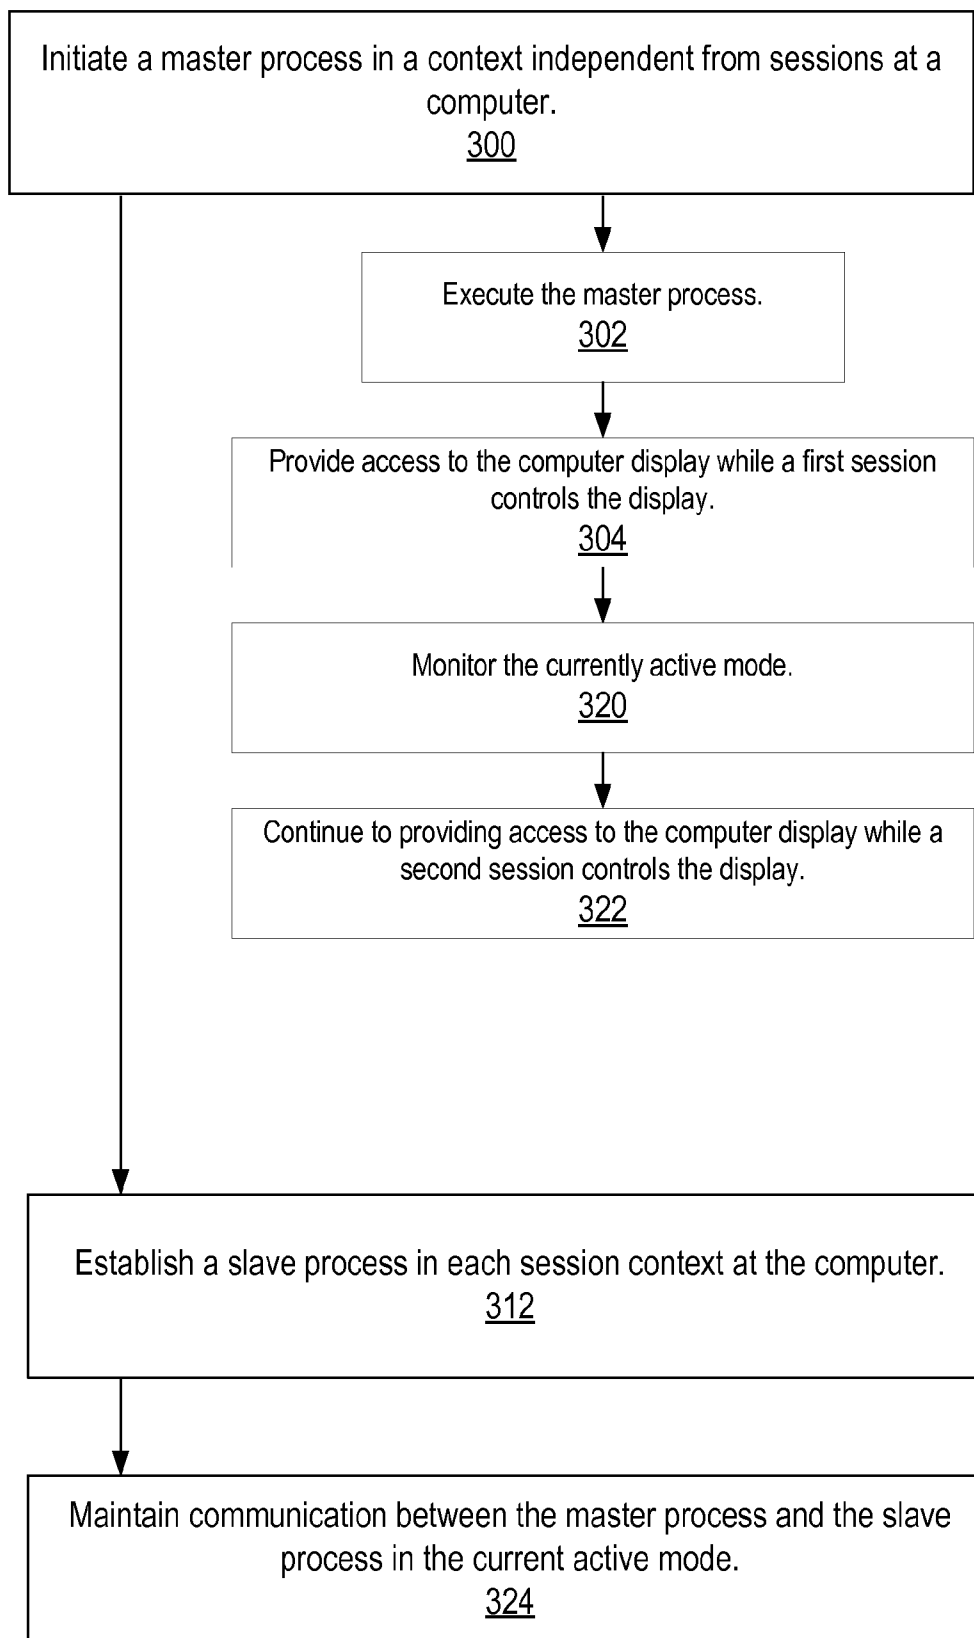 Initiate a master process in a context independent from sessions at a
computer.
300
Execute the master process.
302
Provide access to the computer display while a first session
controls the display.
304
Monitor the currently active mode.
320
Continue to providing access to the computer display while a
second session controls the display.
322
Establish a slave process in each session context at the computer.
312
Maintain communication between the master process and the slave
process in the current active mode.
324